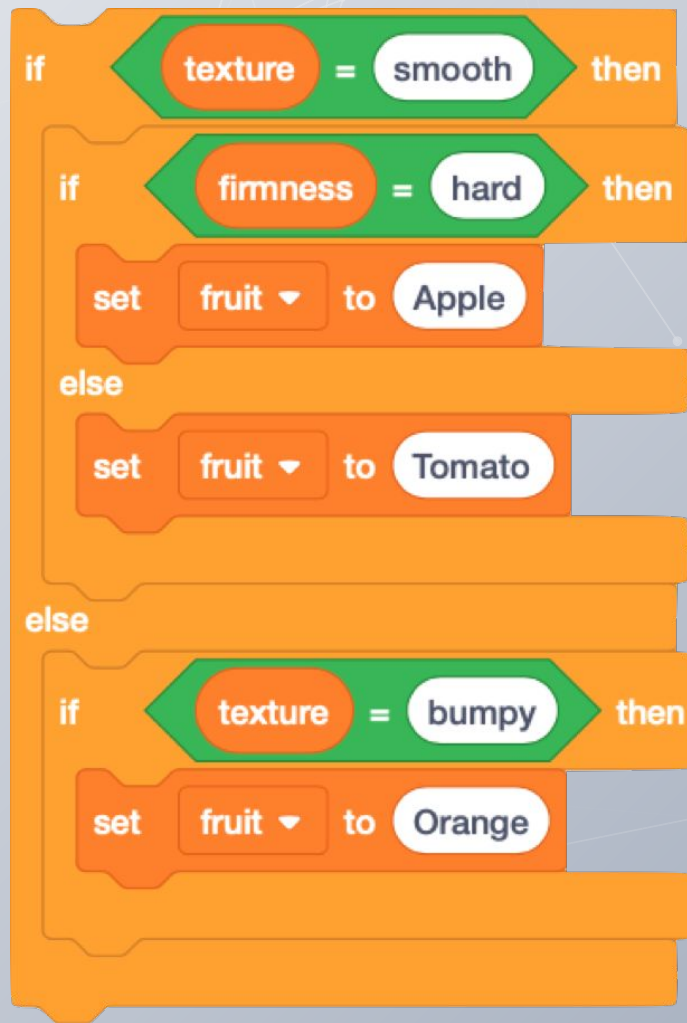 if texture = smooth then
if firmness = hard then
set fruit to Apple
else
set fruit to Tomato
else
if texture = bumpy then
set fruit to Orange